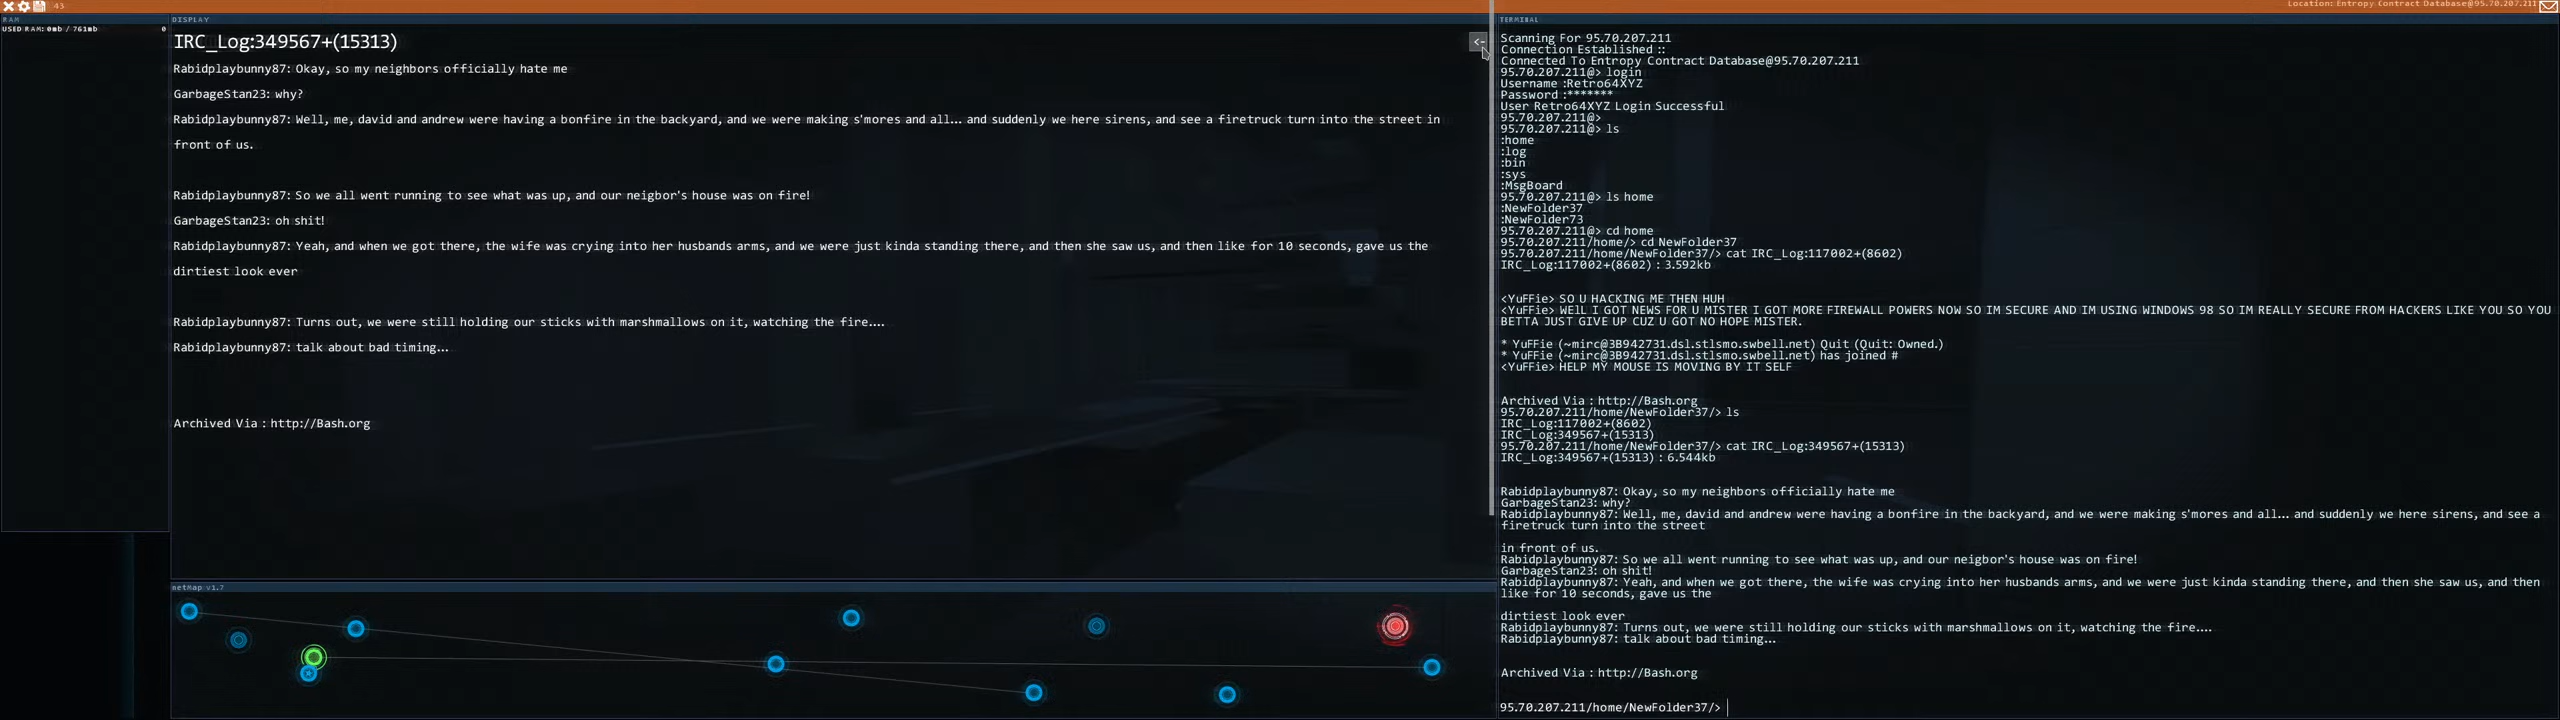 43
Location: Entropy Contract Database@95.70.207.211
RAM
USED RAM: 0mb / 761mb
0
DISPLAY
IRC_Log:349567+(15313)
<-
Rabidplaybunny87: Okay, so my neighbors officially hate me
GarbageStan23: why?
Rabidplaybunny87: Well, me, david and andrew were having a bonfire in the backyard, and we were making s'mores and all... and suddenly we here sirens, and see a firetruck turn into the street in
front of us.
Rabidplaybunny87: So we all went running to see what was up, and our neigbor's house was on fire!
GarbageStan23: oh shit!
Rabidplaybunny87: Yeah, and when we got there, the wife was crying into her husbands arms, and we were just kinda standing there, and then she saw us, and then like for 10 seconds, gave us the
dirtiest look ever
Rabidplaybunny87: Turns out, we were still holding our sticks with marshmallows on it, watching the fire....
Rabidplaybunny87: talk about bad timing...
Archived Via : http://Bash.org
netMap v1.7
TERMINAL
Scanning For 95.70.207.211
Connection Established ::
Connected To Entropy Contract Database@95.70.207.211
95.70.207.211@> login
Username :Retro64XYZ
Password :*******
User Retro64XYZ Login Successful
95.70.207.211@>
95.70.207.211@> ls
:home
:log
:bin
:sys
:MsgBoard
95.70.207.211@> ls home
:NewFolder37
:NewFolder73
95.70.207.211@> cd home
95.70.207.211/home/> cd NewFolder37
95.70.207.211/home/NewFolder37/> cat IRC_Log:117002+(8602)
IRC_Log:117002+(8602) : 3.592kb
<YuFFie> SO U HACKING ME THEN HUH
<YuFFie> WElL I GOT NEWS FOR U MISTER I GOT MORE FIREWALL POWERS NOW SO IM SECURE AND IM USING WINDOWS 98 SO IM REALLY SECURE FROM HACKERS LIKE YOU SO YOU
BETTA JUST GIVE UP CUZ U GOT NO HOPE MISTER.
* YuFFie (~mirc@3B942731.dsl.stlsmo.swbell.net) Quit (Quit: Owned.)
* YuFFie (~mirc@3B942731.dsl.stlsmo.swbell.net) has joined #
<YuFFie> HELP MY MOUSE IS MOVING BY IT SELF
Archived Via : http://Bash.org
95.70.207.211/home/NewFolder37/> ls
IRC_Log:117002+(8602)
IRC_Log:349567+(15313)
95.70.207.211/home/NewFolder37/> cat IRC_Log:349567+(15313)
IRC_Log:349567+(15313) : 6.544kb
Rabidplaybunny87: Okay, so my neighbors officially hate me
GarbageStan23: why?
Rabidplaybunny87: Well, me, david and andrew were having a bonfire in the backyard, and we were making s'mores and all... and suddenly we here sirens, and see a
firetruck turn into the street
in front of us.
Rabidplaybunny87: So we all went running to see what was up, and our neigbor's house was on fire!
GarbageStan23: oh shit!
Rabidplaybunny87: Yeah, and when we got there, the wife was crying into her husbands arms, and we were just kinda standing there, and then she saw us, and then
like for 10 seconds, gave us the
dirtiest look ever
Rabidplaybunny87: Turns out, we were still holding our sticks with marshmallows on it, watching the fire....
Rabidplaybunny87: talk about bad timing...
Archived Via : http://Bash.org
95.70.207.211/home/NewFolder37/>